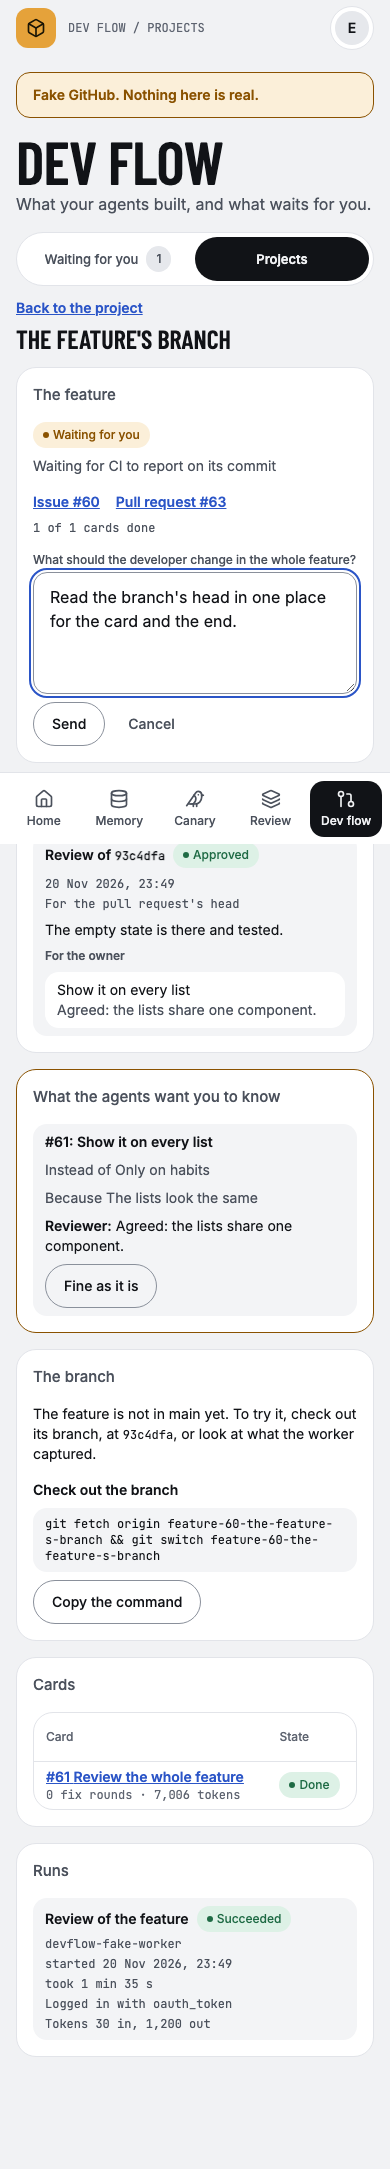 DEV FLOW / PROJECTS
E
Fake GitHub. Nothing here is real.
DEV FLOW
What your agents built, and what waits for you.
Waiting for you 1
Projects
Back to the project
THE FEATURE'S BRANCH
The feature
Waiting for you
Waiting for CI to report on its commit
Issue #60 Pull request #63
1 of 1 cards done
What should the developer change in the whole feature?
Read the branch's head in one place
for the card and the end.
Send Cancel
Home Memory Canary Review Dev flow
Review of 93c4dfa Approved
20 Nov 2026, 23:49
For the pull request's head
The empty state is there and tested.
For the owner
Show it on every list
Agreed: the lists share one component.
What the agents want you to know
#61: Show it on every list
Instead of Only on habits
Because The lists look the same
Reviewer: Agreed: the lists share one
component.
Fine as it is
The branch
The feature is not in main yet. To try it, check out
its branch, at 93c4dfa, or look at what the worker
captured.
Check out the branch
git fetch origin feature-60-the-feature-
s-branch && git switch feature-60-the-
feature-s-branch
Copy the command
Cards
Card State
#61 Review the whole feature Done
0 fix rounds · 7,006 tokens
Runs
Review of the feature Succeeded
devflow-fake-worker
started 20 Nov 2026, 23:49
took 1 min 35 s
Logged in with oauth_token
Tokens 30 in, 1,200 out